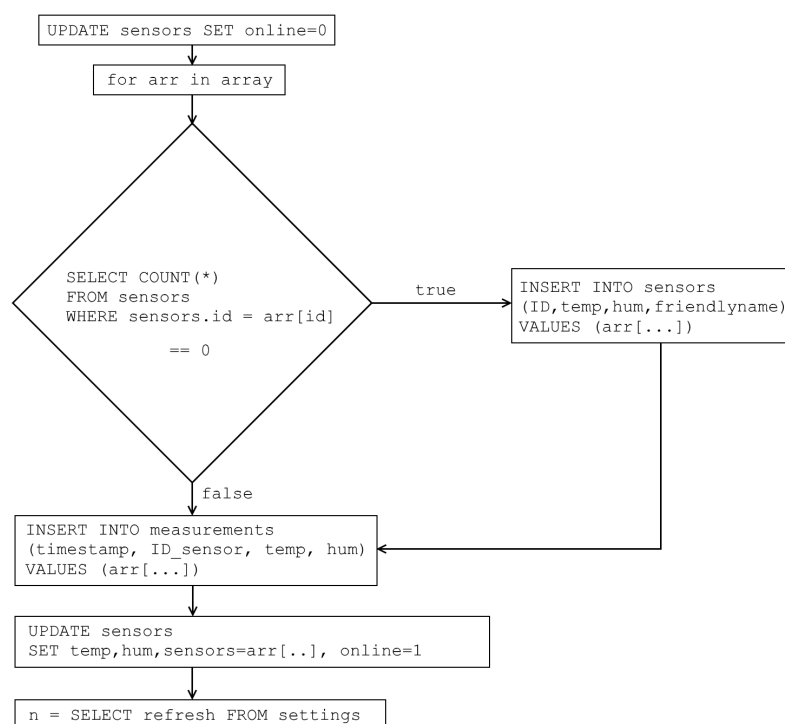 UPDATE sensors SET online=0
for arr in array
SELECT COUNT(*)
FROM sensors
WHERE sensors.id = arr[id]
== 0
true
INSERT INTO sensors
(ID,temp,hum,friendlyname)
VALUES (arr[...])
false
INSERT INTO measurements
(timestamp, ID_sensor, temp, hum)
VALUES (arr[...])
UPDATE sensors
SET temp,hum,sensors=arr[..], online=1
n = SELECT refresh FROM settings